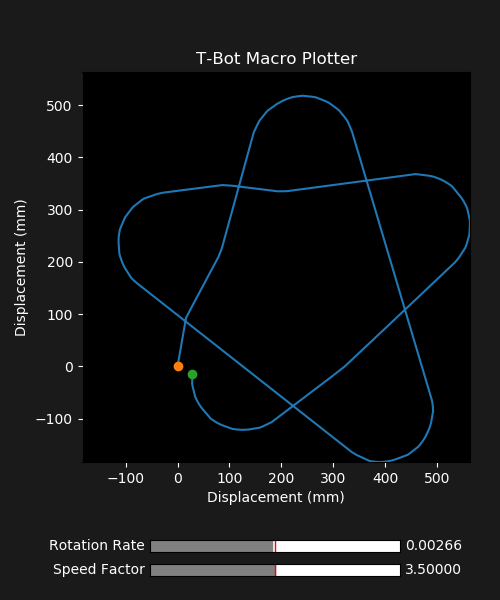 T-Bot Macro Plotter
Displacement (mm)
500
400
300
200
100
0
−100
−100 0 100 200 300 400 500
Displacement (mm)
Rotation Rate 0.00266
Speed Factor 3.50000